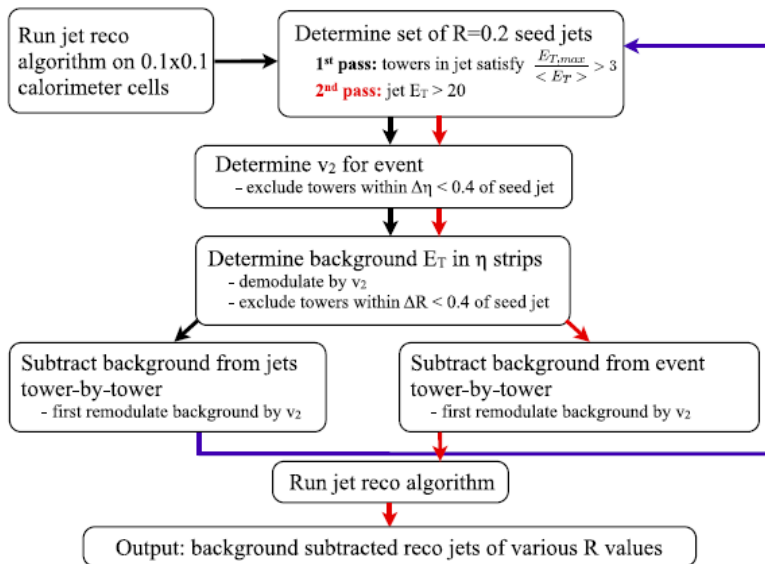 Run jet reco
algorithm on 0.1x0.1
calorimeter cells
Determine set of R=0.2 seed jets
1st pass: towers in jet satisfy E_{T,max} / < E_T > > 3
2nd pass: jet E_T > 20
Determine v₂ for event
- exclude towers within Δη < 0.4 of seed jet
Determine background E_T in η strips
- demodulate by v₂
- exclude towers within ΔR < 0.4 of seed jet
Subtract background from jets
tower-by-tower
- first remodulate background by v₂
Subtract background from event
tower-by-tower
- first remodulate background by v₂
Run jet reco algorithm
Output: background subtracted reco jets of various R values